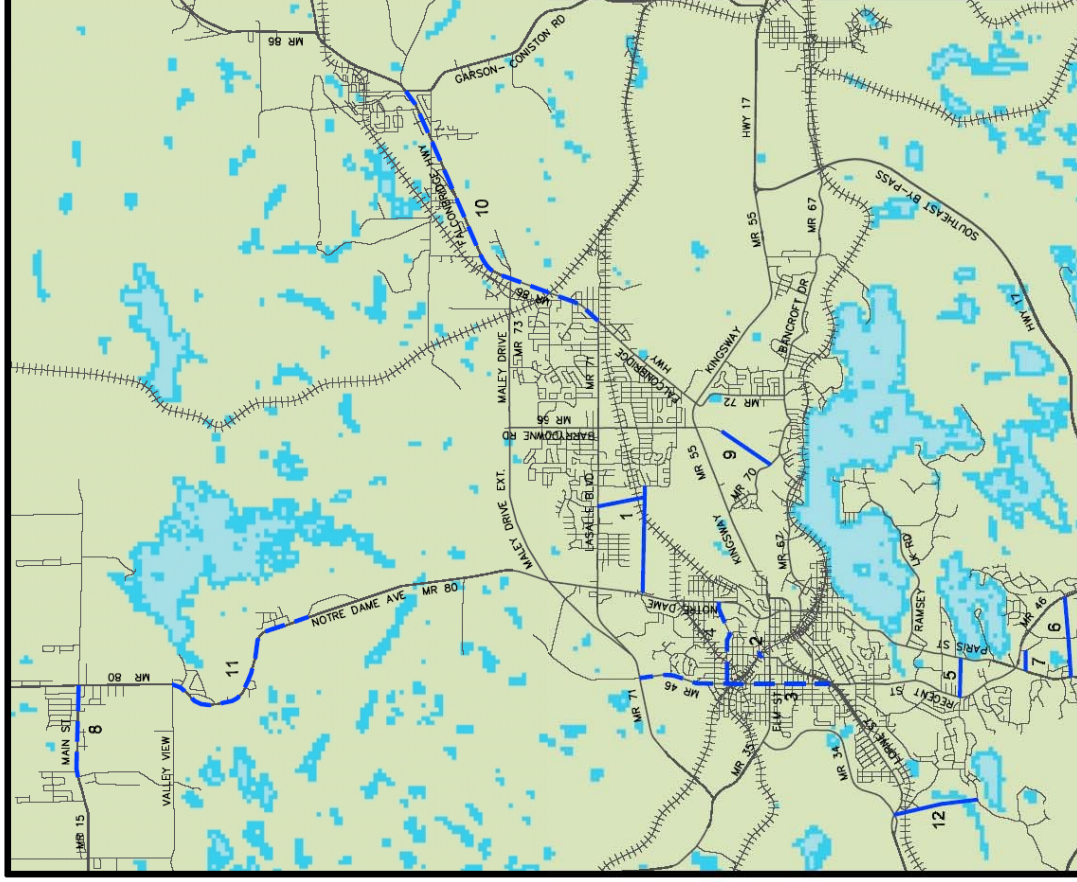 MR 86
GARSON- CONISTON RD
FALCONBRIDGE HWY
10
MR 86
HWY 17
MR 55
MR 67
SOUTHEAST BY-PASS
HWY 17
BANCROFT DR
KINGSWAY
MR 72
FALCONBRIDGE
HWY
MALEY DRIVE
MR 73
MR 71
MR 66
BARRYDOWNE RD
MR 55
9
MR 70
MALEY DRIVE EXT.
LASALLE BLVD.
1
KINGSWAY
MR 67
NOTRE DAME AVE MR 80
NOTRE DAME
RAMSEY LK RD
MR 80
11
MAIN ST
8
VALLEY VIEW
MR 15
MR 71
MR 46
4
2
3
ELM ST
MR 35
MR 34
LORNE ST
REGENT ST
PARIS ST
5
MR 46
7
6
12